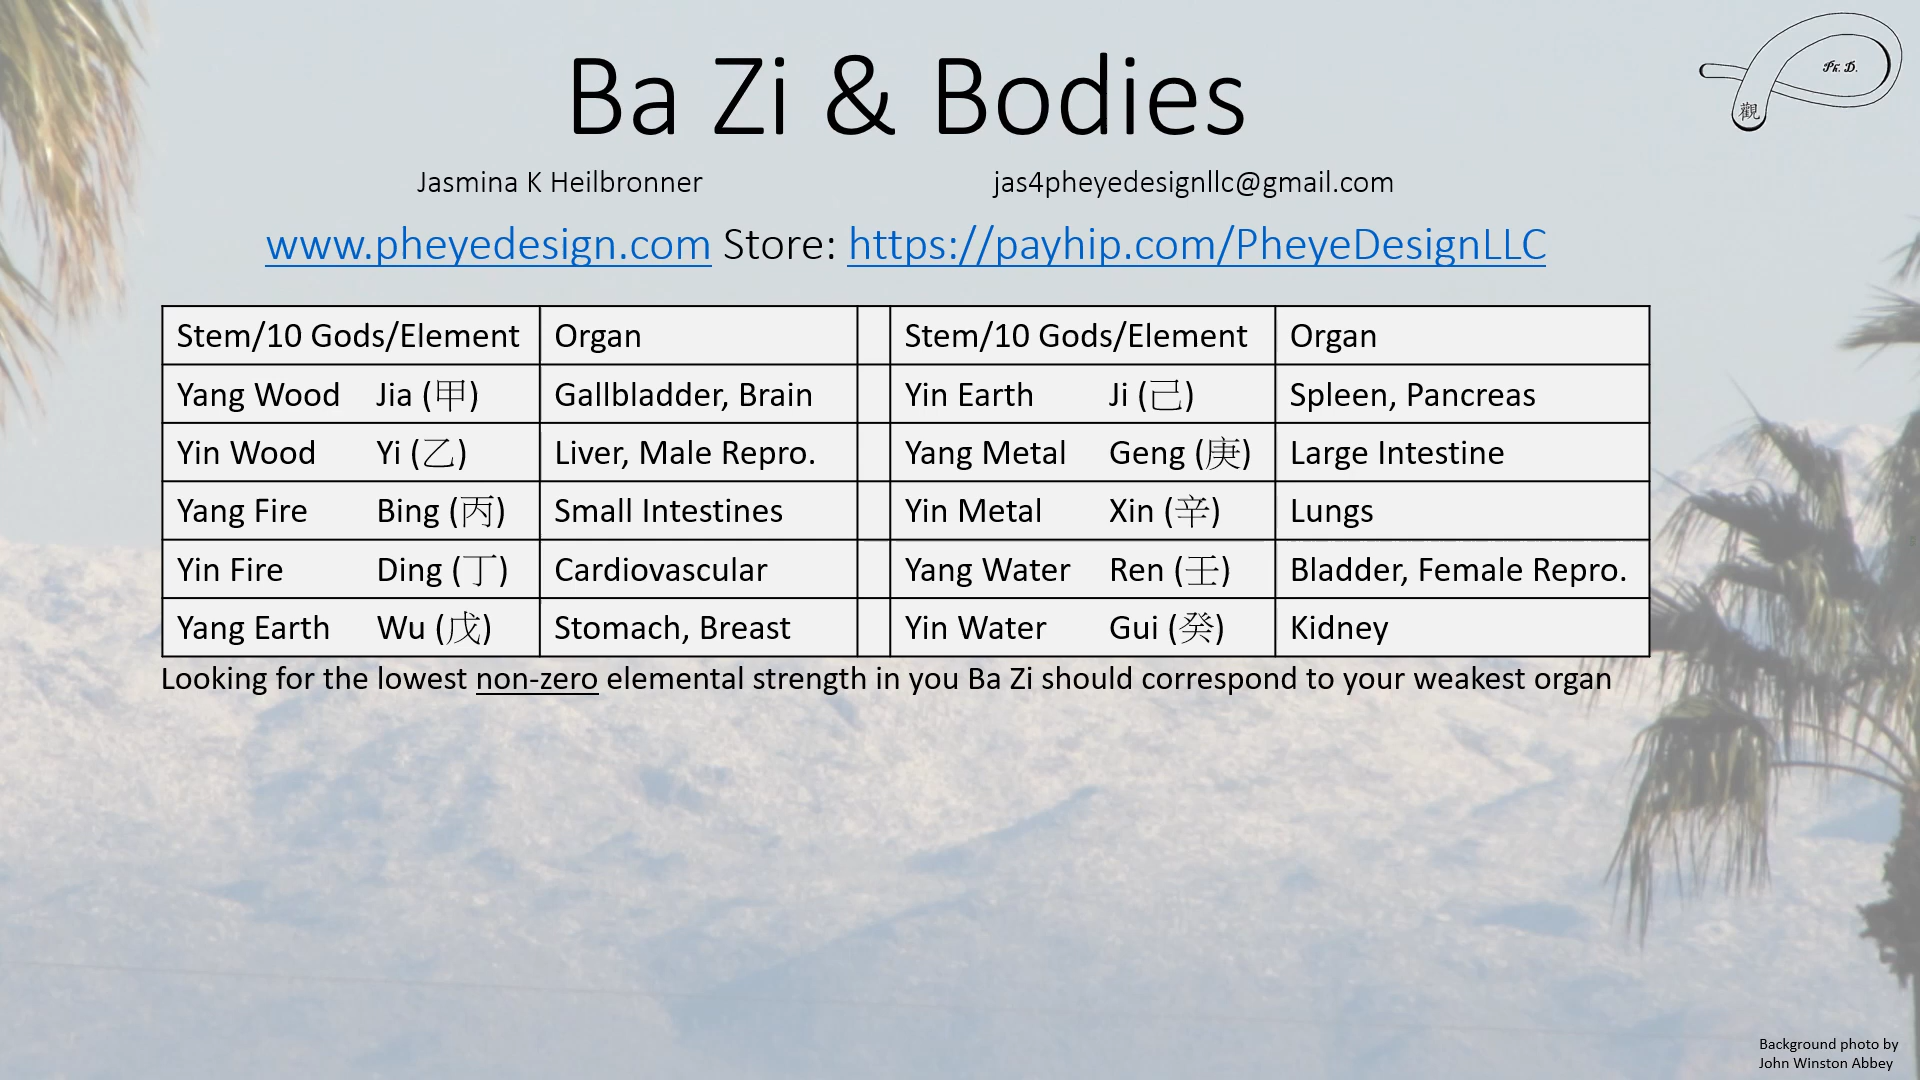 Ba Zi & Bodies
Ph. D.
觀
Jasmina K Heilbronner jas4pheyedesignllc@gmail.com
www.pheyedesign.com Store: https://payhip.com/PheyeDesignLLC
Stem/10 Gods/Element Organ Stem/10 Gods/Element Organ
Yang Wood Jia (甲) Gallbladder, Brain Yin Earth Ji (己) Spleen, Pancreas
Yin Wood Yi (乙) Liver, Male Repro. Yang Metal Geng (庚) Large Intestine
Yang Fire Bing (丙) Small Intestines Yin Metal Xin (辛) Lungs
Yin Fire Ding (丁) Cardiovascular Yang Water Ren (壬) Bladder, Female Repro.
Yang Earth Wu (戊) Stomach, Breast Yin Water Gui (癸) Kidney
Looking for the lowest non-zero elemental strength in you Ba Zi should correspond to your weakest organ
Background photo by
John Winston Abbey